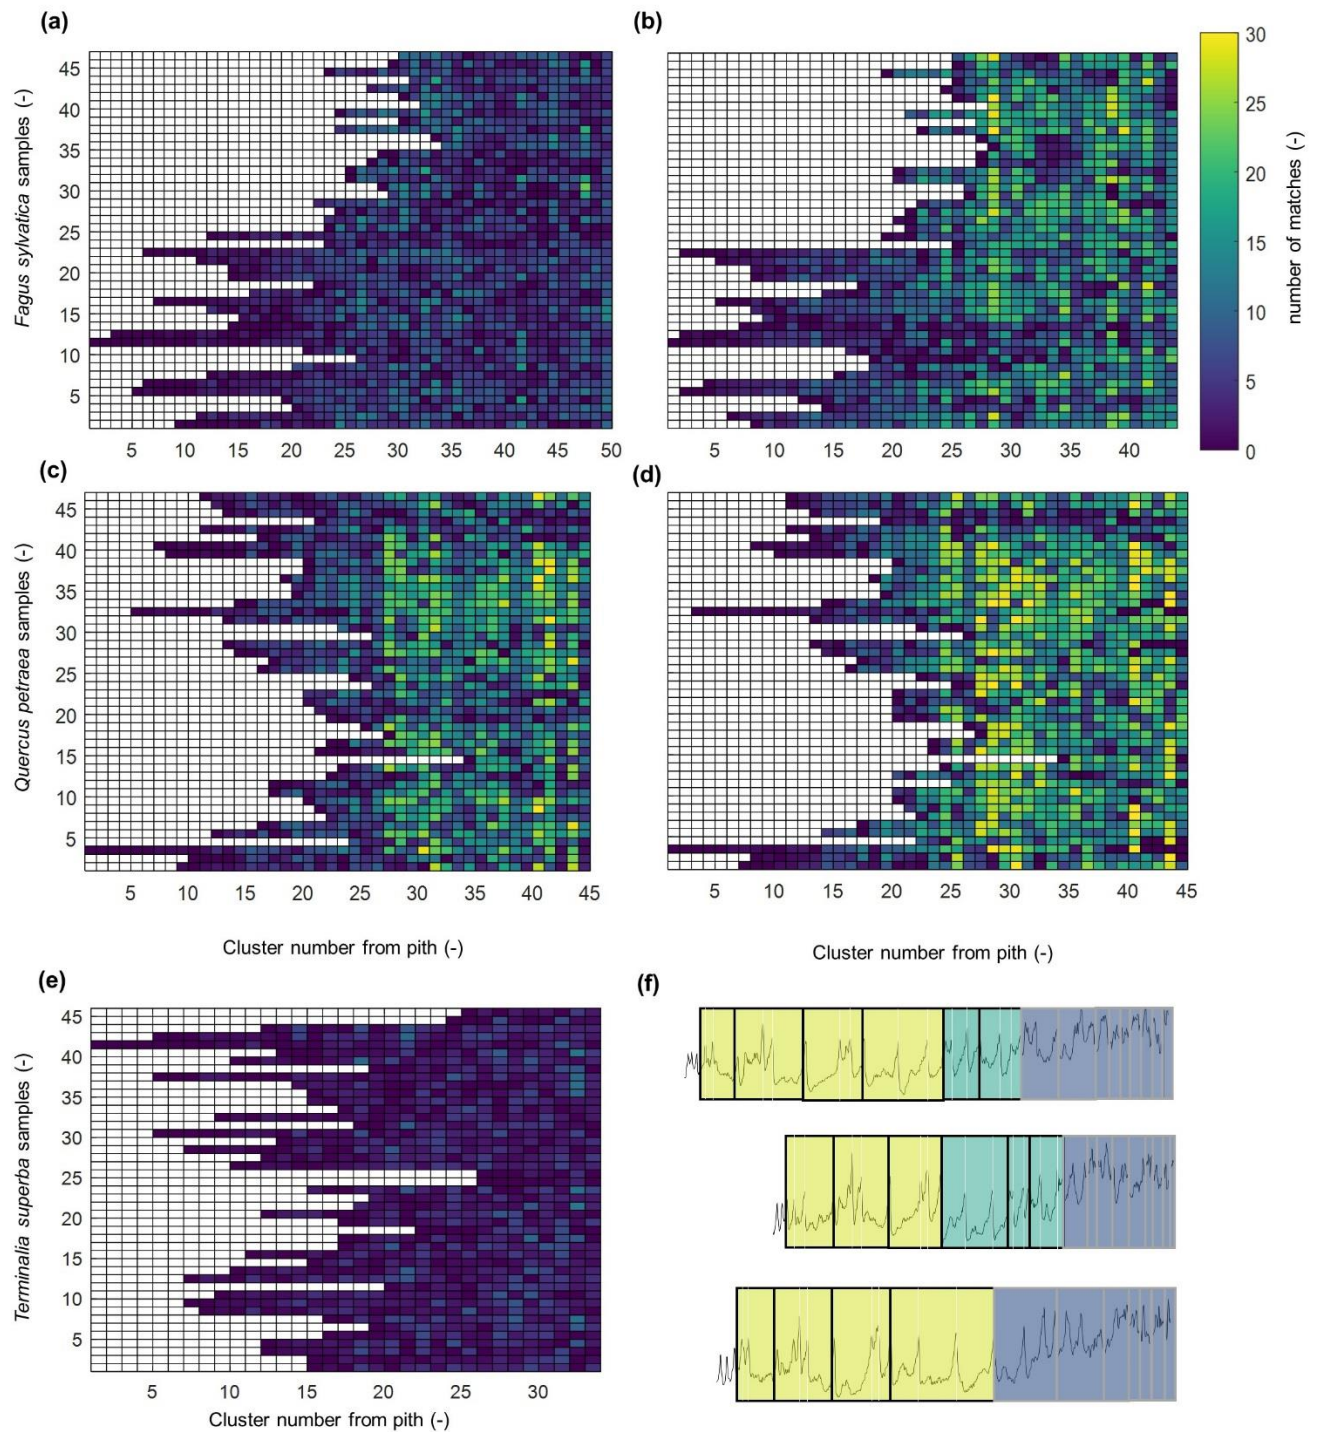 (a)
(b)
Fagus sylvatica samples (-)
45
40
35
30
25
20
15
10
5
5 10 15 20 25 30 35 40 45 50
5 10 15 20 25 30 35 40
30
25
20
15
10
5
0
number of matches (-)
(c)
(d)
Quercus petraea samples (-)
45
40
35
30
25
20
15
10
5
5 10 15 20 25 30 35 40 45
5 10 15 20 25 30 35 40 45
Cluster number from pith (-)
Cluster number from pith (-)
(e)
(f)
Terminalia superba samples (-)
45
40
35
30
25
20
15
10
5
5 10 15 20 25 30
Cluster number from pith (-)